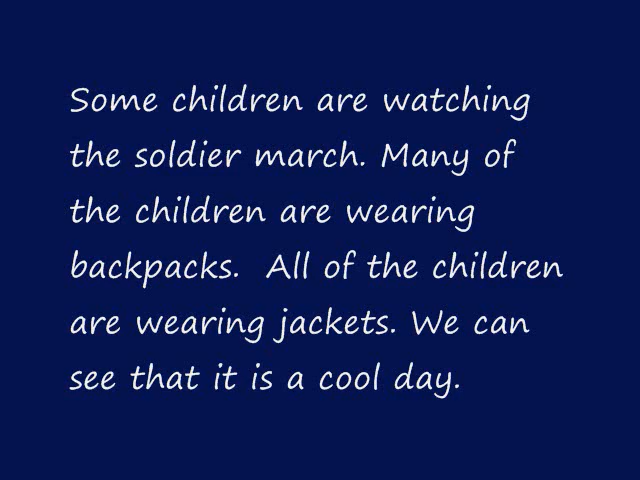 Some children are watching
the soldier march. Many of
the children are wearing
backpacks.  All of the children
are wearing jackets. We can
see that it is a cool day.